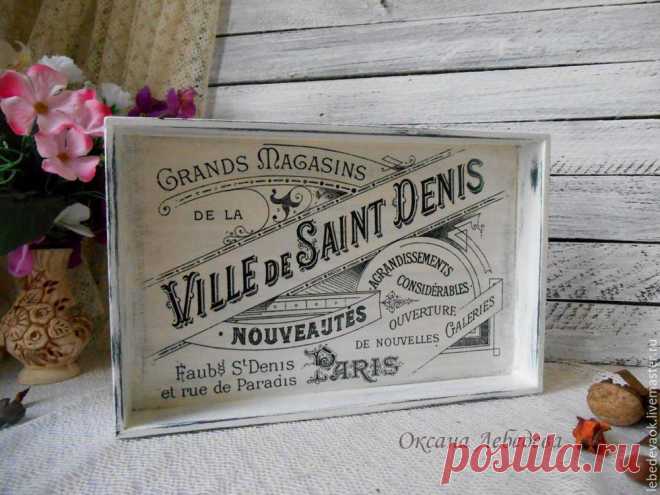 GRANDS MAGASINS
DE LA
VILLE DE SAINT DENIS
NOUVEAUTÉS
AGRANDISSEMENTS
CONSIDÉRABLES
OUVERTURE
DE NOUVELLES GALERIES
Faubg St Denis
et rue de Paradis
PARIS
Оксана Лебедева
postila.ru
lebedevaok.livemaster.ru